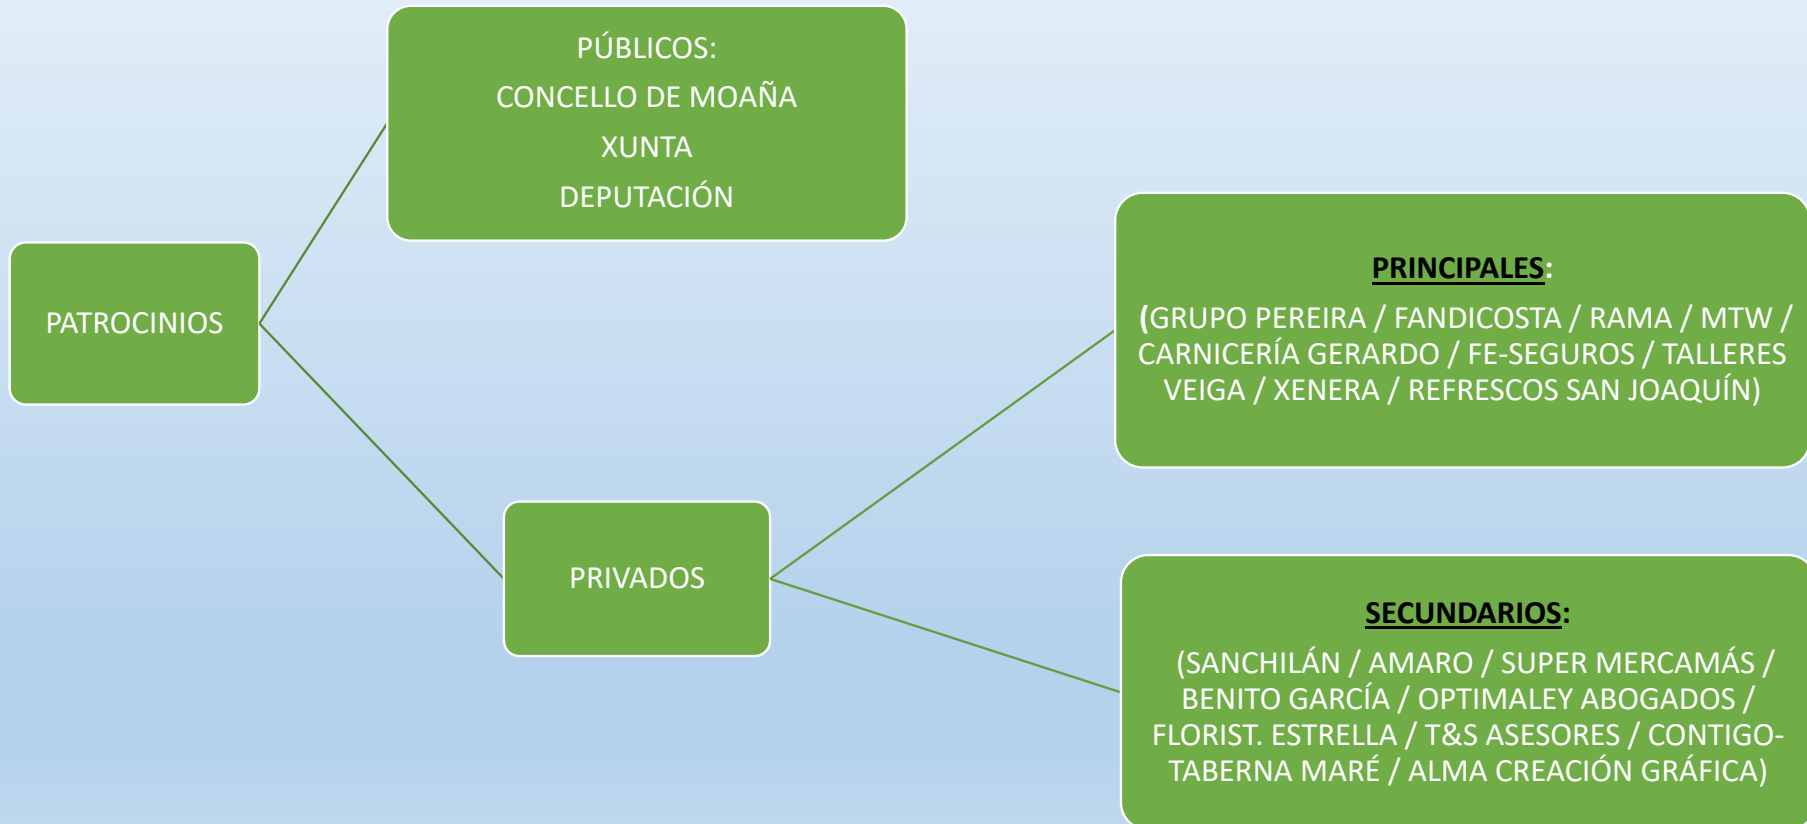 PÚBLICOS:
CONCELLO DE MOAÑA
XUNTA
DEPUTACIÓN
PATROCINIOS
PRIVADOS
PRINCIPALES:
(GRUPO PEREIRA / FANDICOSTA / RAMA / MTW /
CARNICERÍA GERARDO / FE-SEGUROS / TALLERES
VEIGA / XENERA / REFRESCOS SAN JOAQUÍN)
SECUNDARIOS:
(SANCHILÁN / AMARO / SUPER MERCAMÁS /
BENITO GARCÍA / OPTIMALEY ABOGADOS /
FLORIST. ESTRELLA / T&S ASESORES / CONTIGO-
TABERNA MARÉ / ALMA CREACIÓN GRÁFICA)